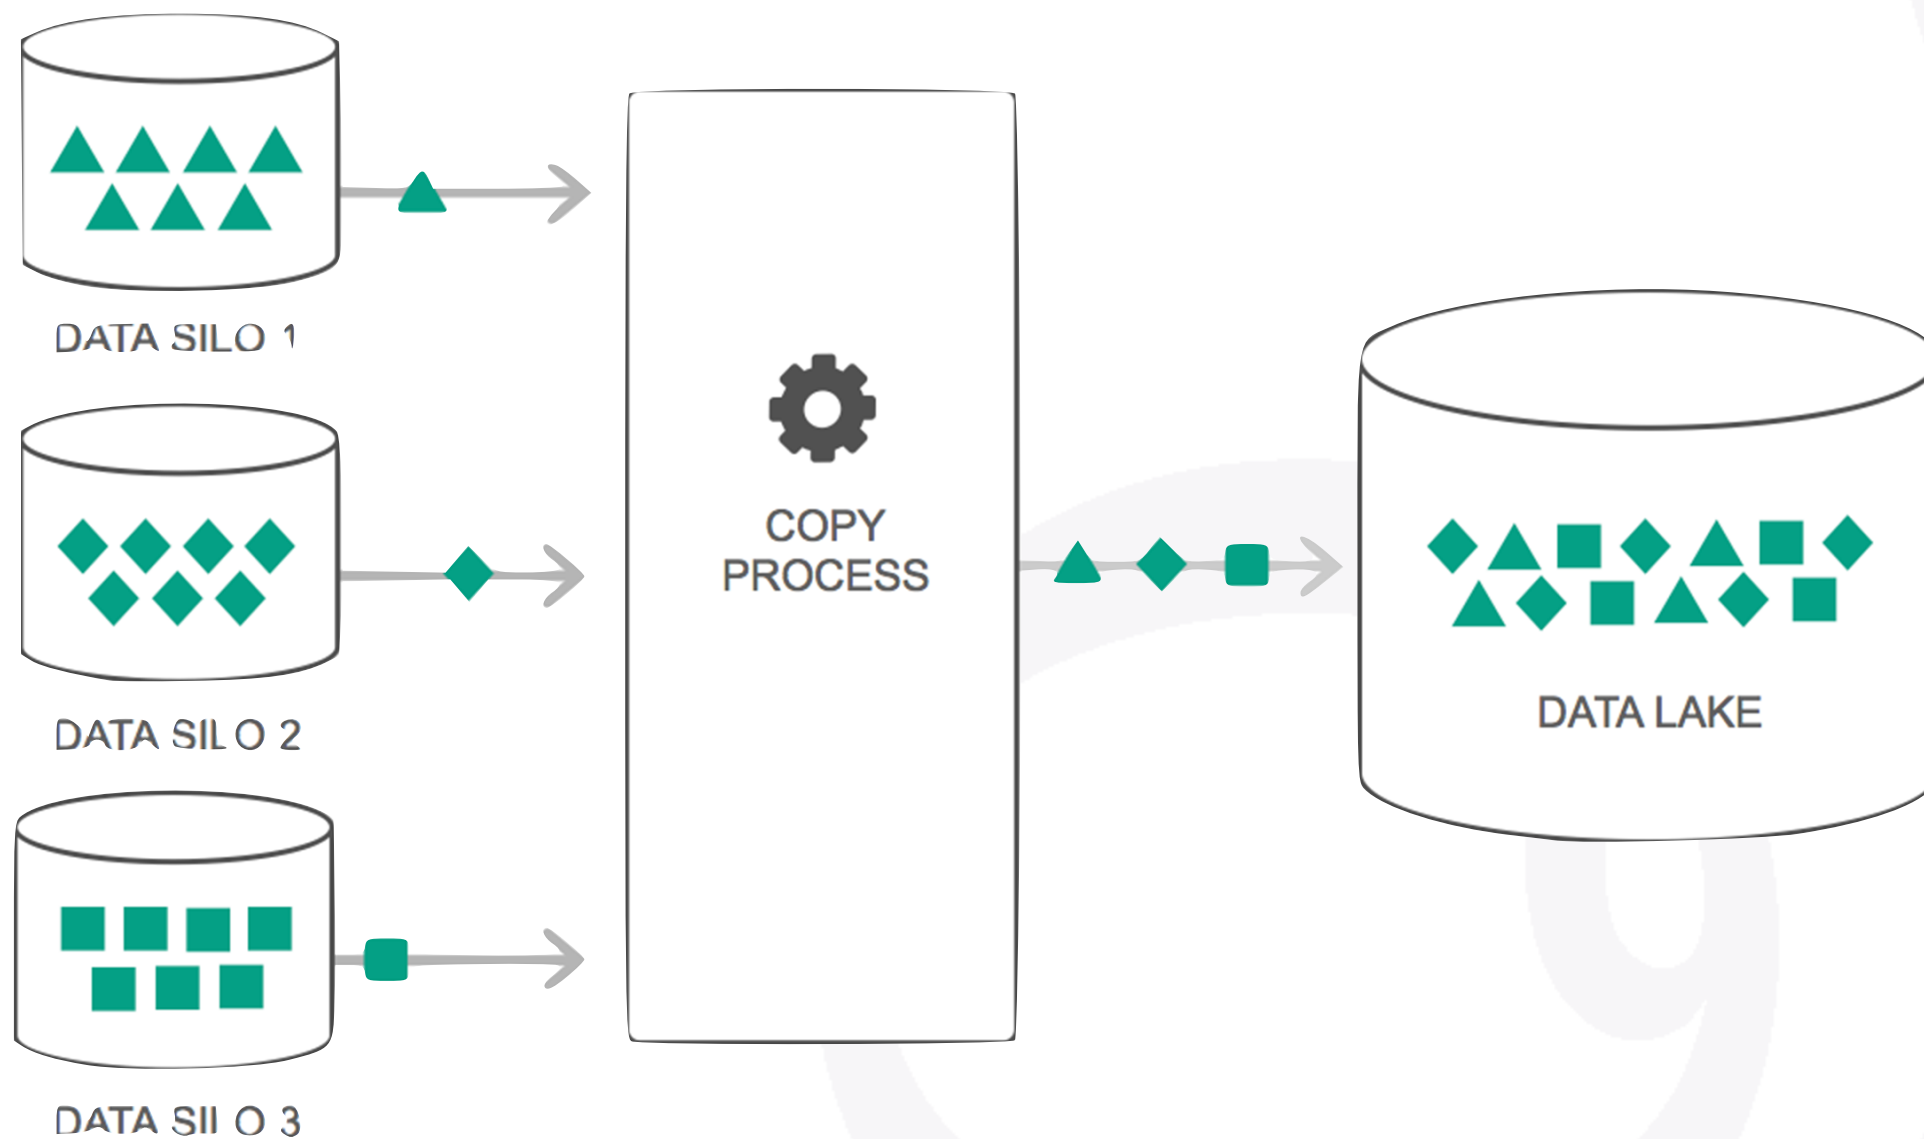 DATA SILO 1
DATA SILO 2
DATA SILO 3
COPY
PROCESS
DATA LAKE